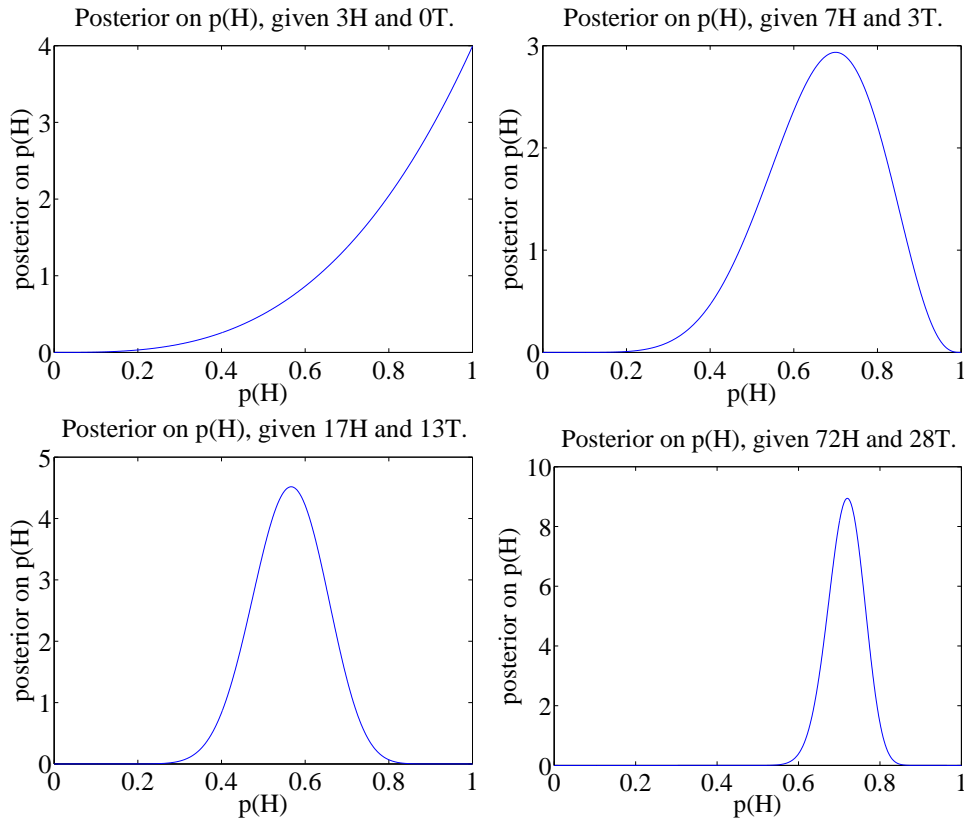 Posterior on p(H), given 3H and 0T.
4
3
2
1
0
posterior on p(H)
0 0.2 0.4 0.6 0.8 1
p(H)
Posterior on p(H), given 7H and 3T.
3
2
1
0
posterior on p(H)
0 0.2 0.4 0.6 0.8 1
p(H)
Posterior on p(H), given 17H and 13T.
5
4
3
2
1
0
posterior on p(H)
0 0.2 0.4 0.6 0.8 1
p(H)
Posterior on p(H), given 72H and 28T.
10
8
6
4
2
0
posterior on p(H)
0 0.2 0.4 0.6 0.8 1
p(H)